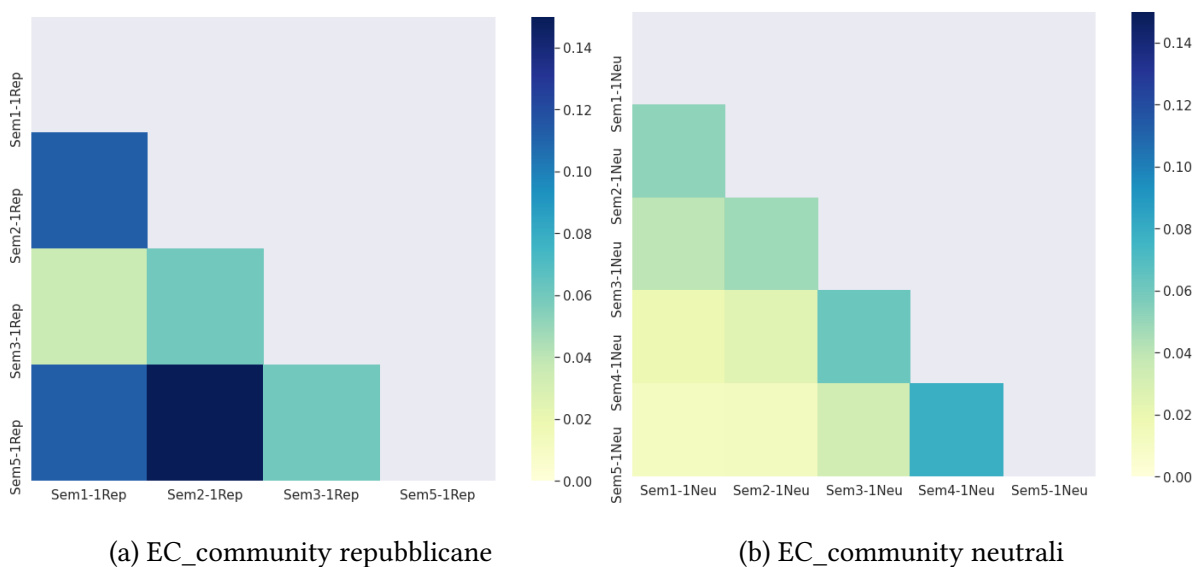 Sem1-1Rep
Sem2-1Rep
Sem3-1Rep
Sem5-1Rep
Sem1-1Rep Sem2-1Rep Sem3-1Rep Sem5-1Rep
0.14
0.12
0.10
0.08
0.06
0.04
0.02
0.00
(a) EC_community repubblicane
Sem1-1Neu
Sem2-1Neu
Sem3-1Neu
Sem4-1Neu
Sem5-1Neu
Sem1-1Neu Sem2-1Neu Sem3-1Neu Sem4-1Neu Sem5-1Neu
0.14
0.12
0.10
0.08
0.06
0.04
0.02
0.00
(b) EC_community neutrali